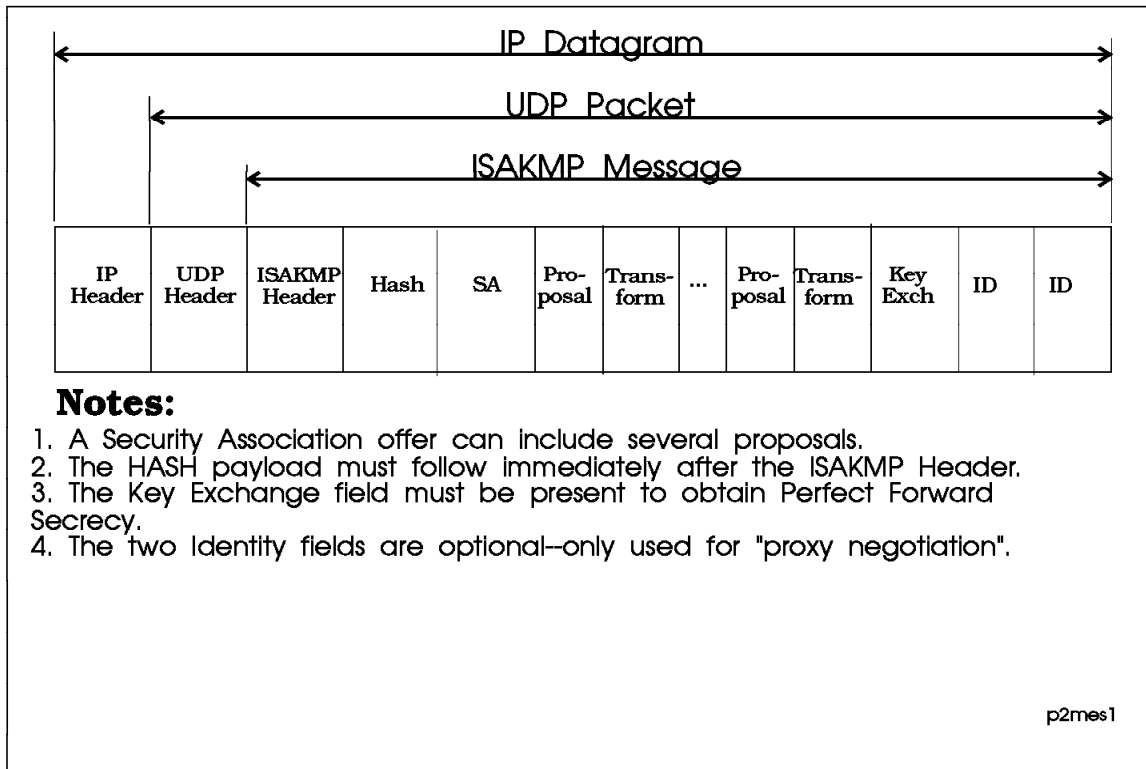 IP Datagram
UDP Packet
ISAKMP Message
IP
Header
UDP
Header
ISAKMP
Header
Hash
SA
Pro-
posal
Trans-
form
...
Pro-
posal
Trans-
form
Key
Exch
ID
ID
Notes:
1. A Security Association offer can include several proposals.
2. The HASH payload must follow immediately after the ISAKMP Header.
3. The Key Exchange field must be present to obtain Perfect Forward
Secrecy.
4. The two Identity fields are optional--only used for "proxy negotiation".
p2mes1